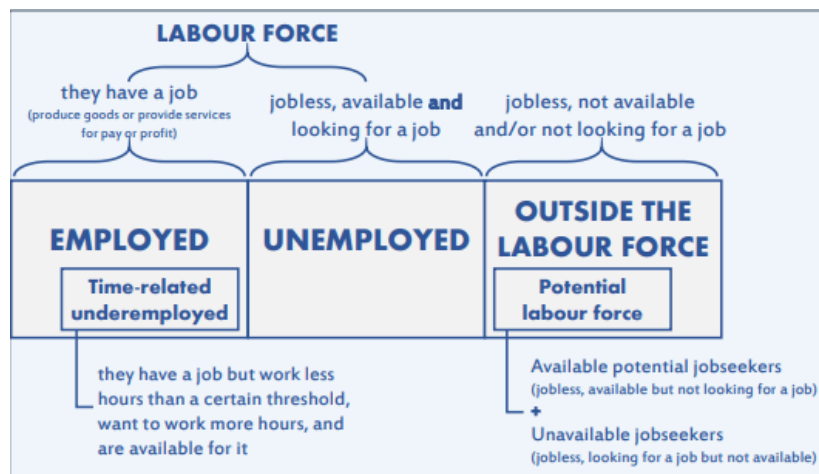 LABOUR FORCE
they have a job
(produce goods or provide services
for pay or profit)
jobless, available and
looking for a job
jobless, not available
and/or not looking for a job
EMPLOYED
Time-related
underemployed
UNEMPLOYED
OUTSIDE THE
LABOUR FORCE
Potential
labour force
they have a job but work less
hours than a certain threshold,
want to work more hours, and
are available for it
Available potential jobseekers
(jobless, available but not looking for a job)
+
Unavailable jobseekers
(jobless, looking for a job but not available)